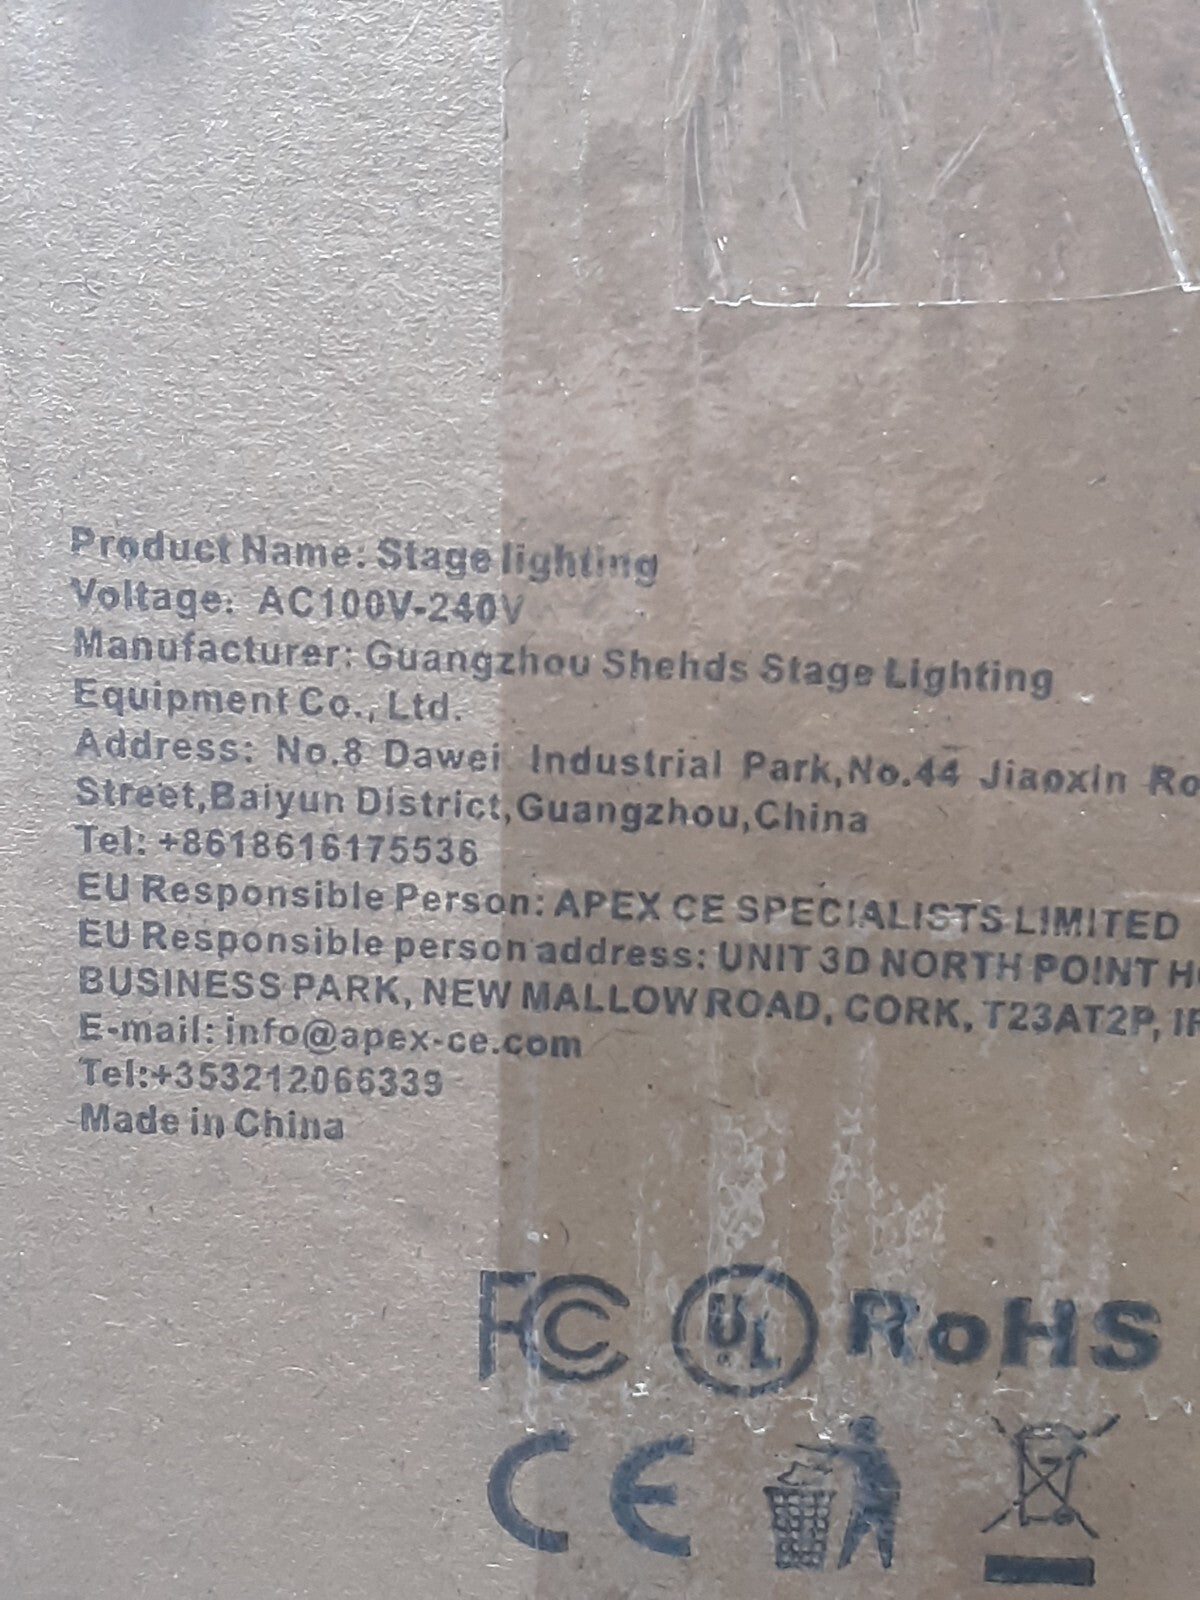 Product Name: Stage lighting
Voltage: AC100V-240V
Manufacturer: Guangzhou Shehds Stage Lighting
Equipment Co., Ltd.
Address: No.8 Dawei Industrial Park,No.44 Jiaoxin Ro
Street,Baiyun District,Guangzhou,China
Tel: +8618616175536
EU Responsible Person: APEX CE SPECIALISTS LIMITED
EU Responsible person address: UNIT 3D NORTH POINT H
BUSINESS PARK, NEW MALLOW ROAD, CORK, T23AT2P, I
E-mail: info@apex-ce.com
Tel:+353212066339
Made in China
FC UL RoHS
CE